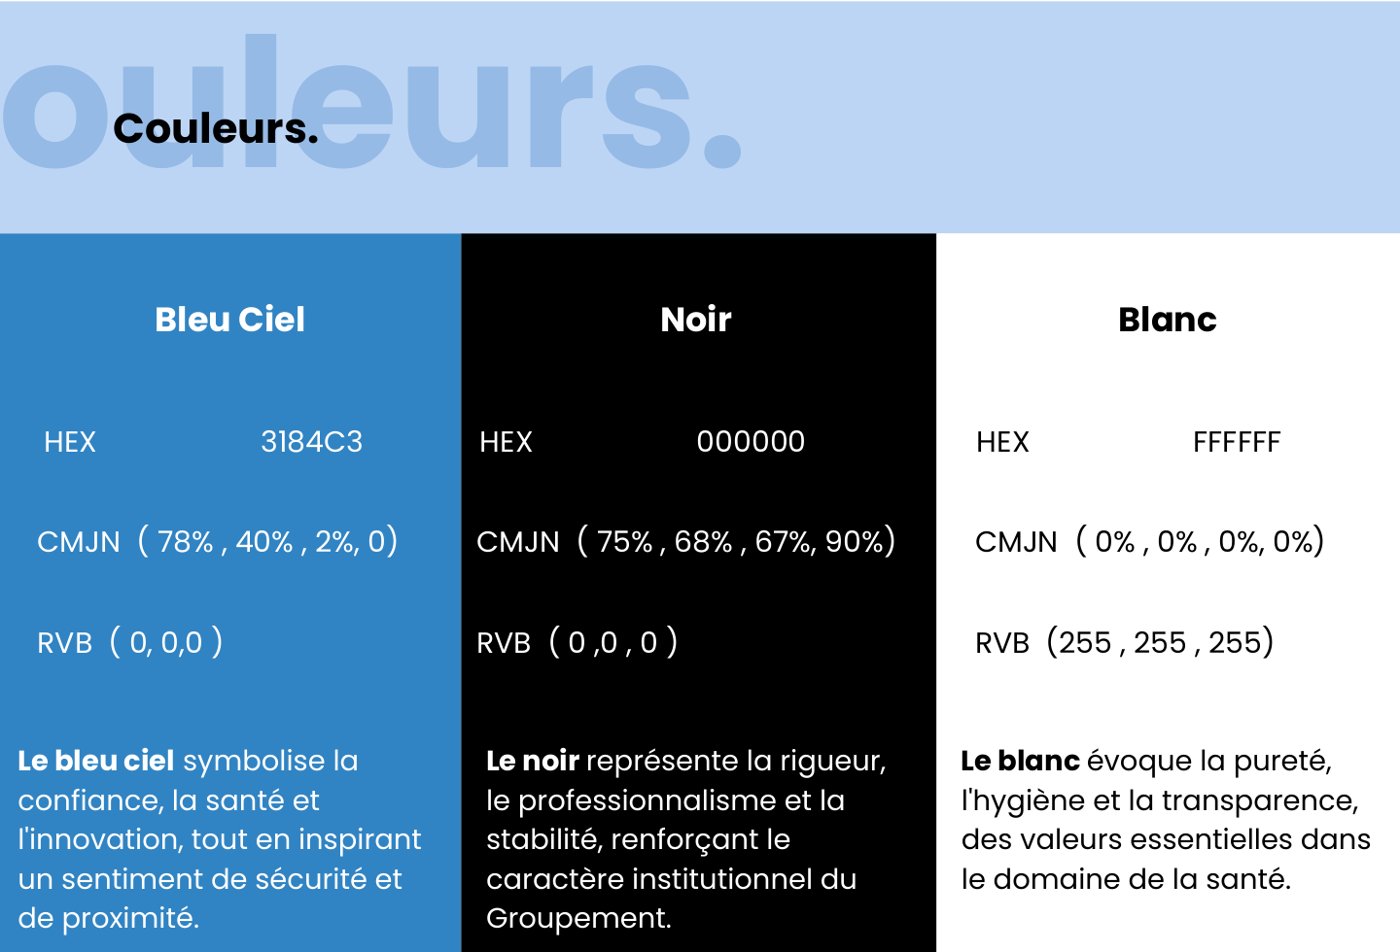 ouleurs.
Couleurs.
Bleu Ciel
HEX 3184C3
CMJN ( 78% , 40% , 2%, 0)
RVB ( 0, 0,0 )
Le bleu ciel symbolise la
confiance, la santé et
l'innovation, tout en inspirant
un sentiment de sécurité et
de proximité.
Noir
HEX 000000
CMJN ( 75% , 68% , 67%, 90%)
RVB ( 0 ,0 , 0 )
Le noir représente la rigueur,
le professionnalisme et la
stabilité, renforçant le
caractère institutionnel du
Groupement.
Blanc
HEX FFFFFF
CMJN ( 0% , 0% , 0%, 0%)
RVB (255 , 255 , 255)
Le blanc évoque la pureté,
l'hygiène et la transparence,
des valeurs essentielles dans
le domaine de la santé.